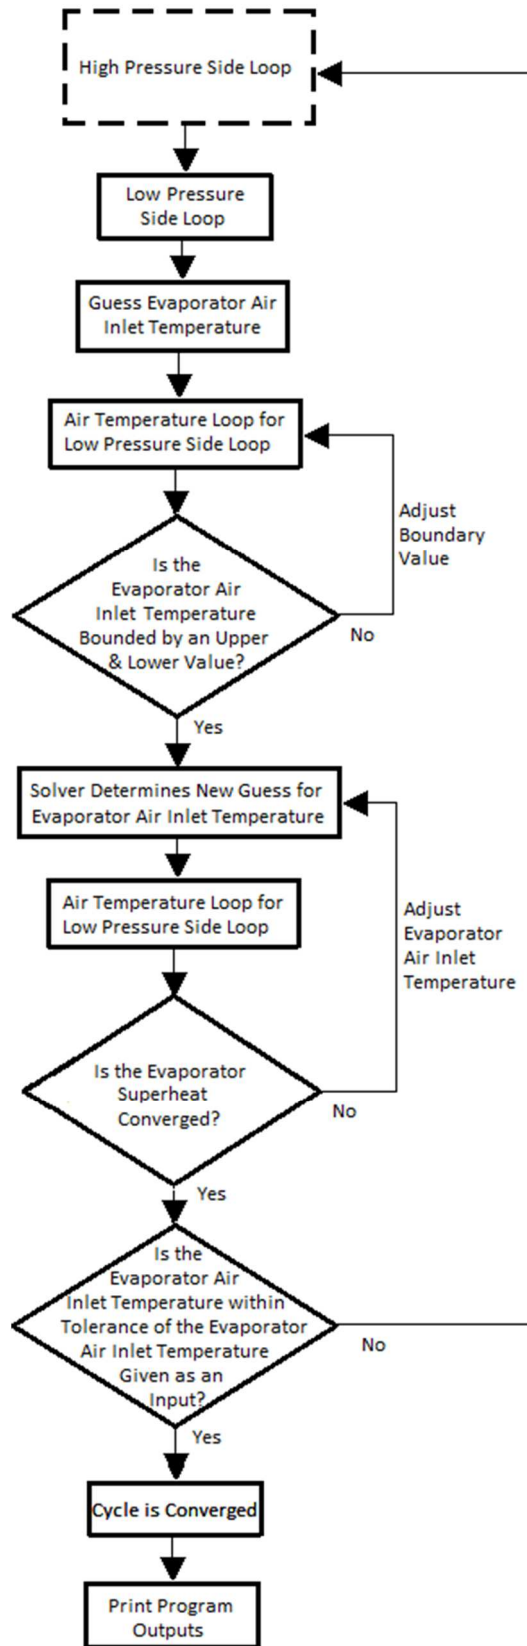 High Pressure Side Loop
Low Pressure
Side Loop
Guess Evaporator Air
Inlet Temperature
Air Temperature Loop for
Low Pressure Side Loop
Adjust
Boundary
Value
Is the
Evaporator Air
Inlet Temperature
Bounded by an Upper
& Lower Value?
No
Yes
Solver Determines New Guess for
Evaporator Air Inlet Temperature
Air Temperature Loop for
Low Pressure Side Loop
Adjust
Evaporator
Air Inlet
Temperature
Is the Evaporator
Superheat
Converged?
No
Yes
Is the
Evaporator Air
Inlet Temperature within
Tolerance of the Evaporator
Air Inlet Temperature
Given as an
Input?
No
Yes
Cycle is Converged
Print Program
Outputs